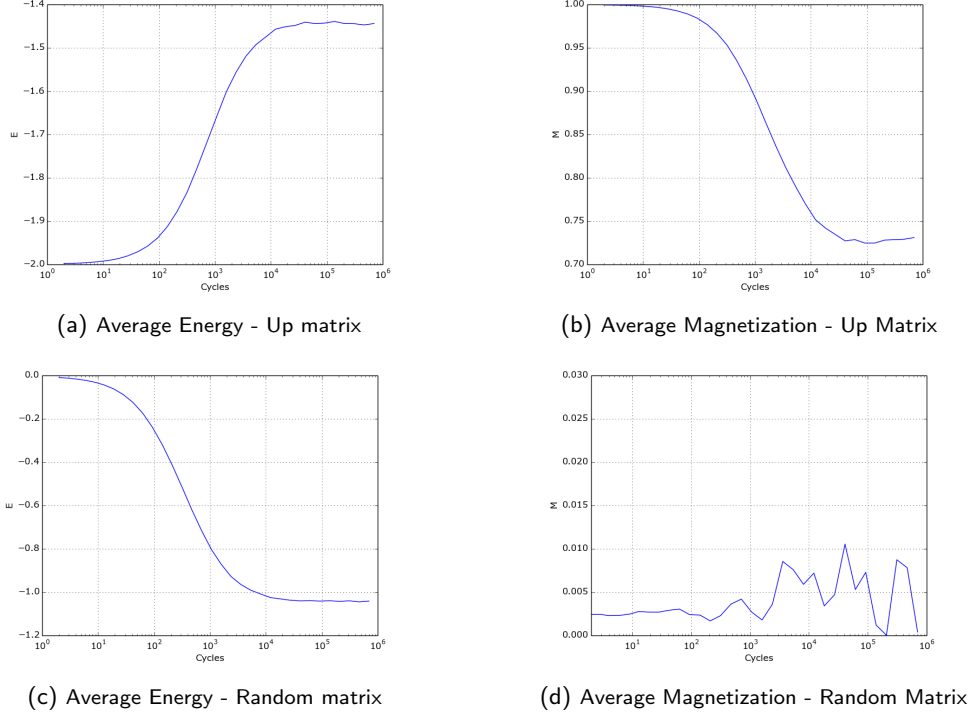 −1.4
−1.5
−1.6
−1.7
−1.8
−1.9
−2.0
E
10^0 10^1 10^2 10^3 10^4 10^5 10^6
Cycles
(a) Average Energy - Up matrix
1.00
0.95
0.90
0.85
0.80
0.75
0.70
M
10^0 10^1 10^2 10^3 10^4 10^5 10^6
Cycles
(b) Average Magnetization - Up Matrix
0.0
−0.2
−0.4
−0.6
−0.8
−1.0
−1.2
E
10^0 10^1 10^2 10^3 10^4 10^5 10^6
Cycles
(c) Average Energy - Random matrix
0.030
0.025
0.020
0.015
0.010
0.005
0.000
M
10^1 10^2 10^3 10^4 10^5 10^6
Cycles
(d) Average Magnetization - Random Matrix